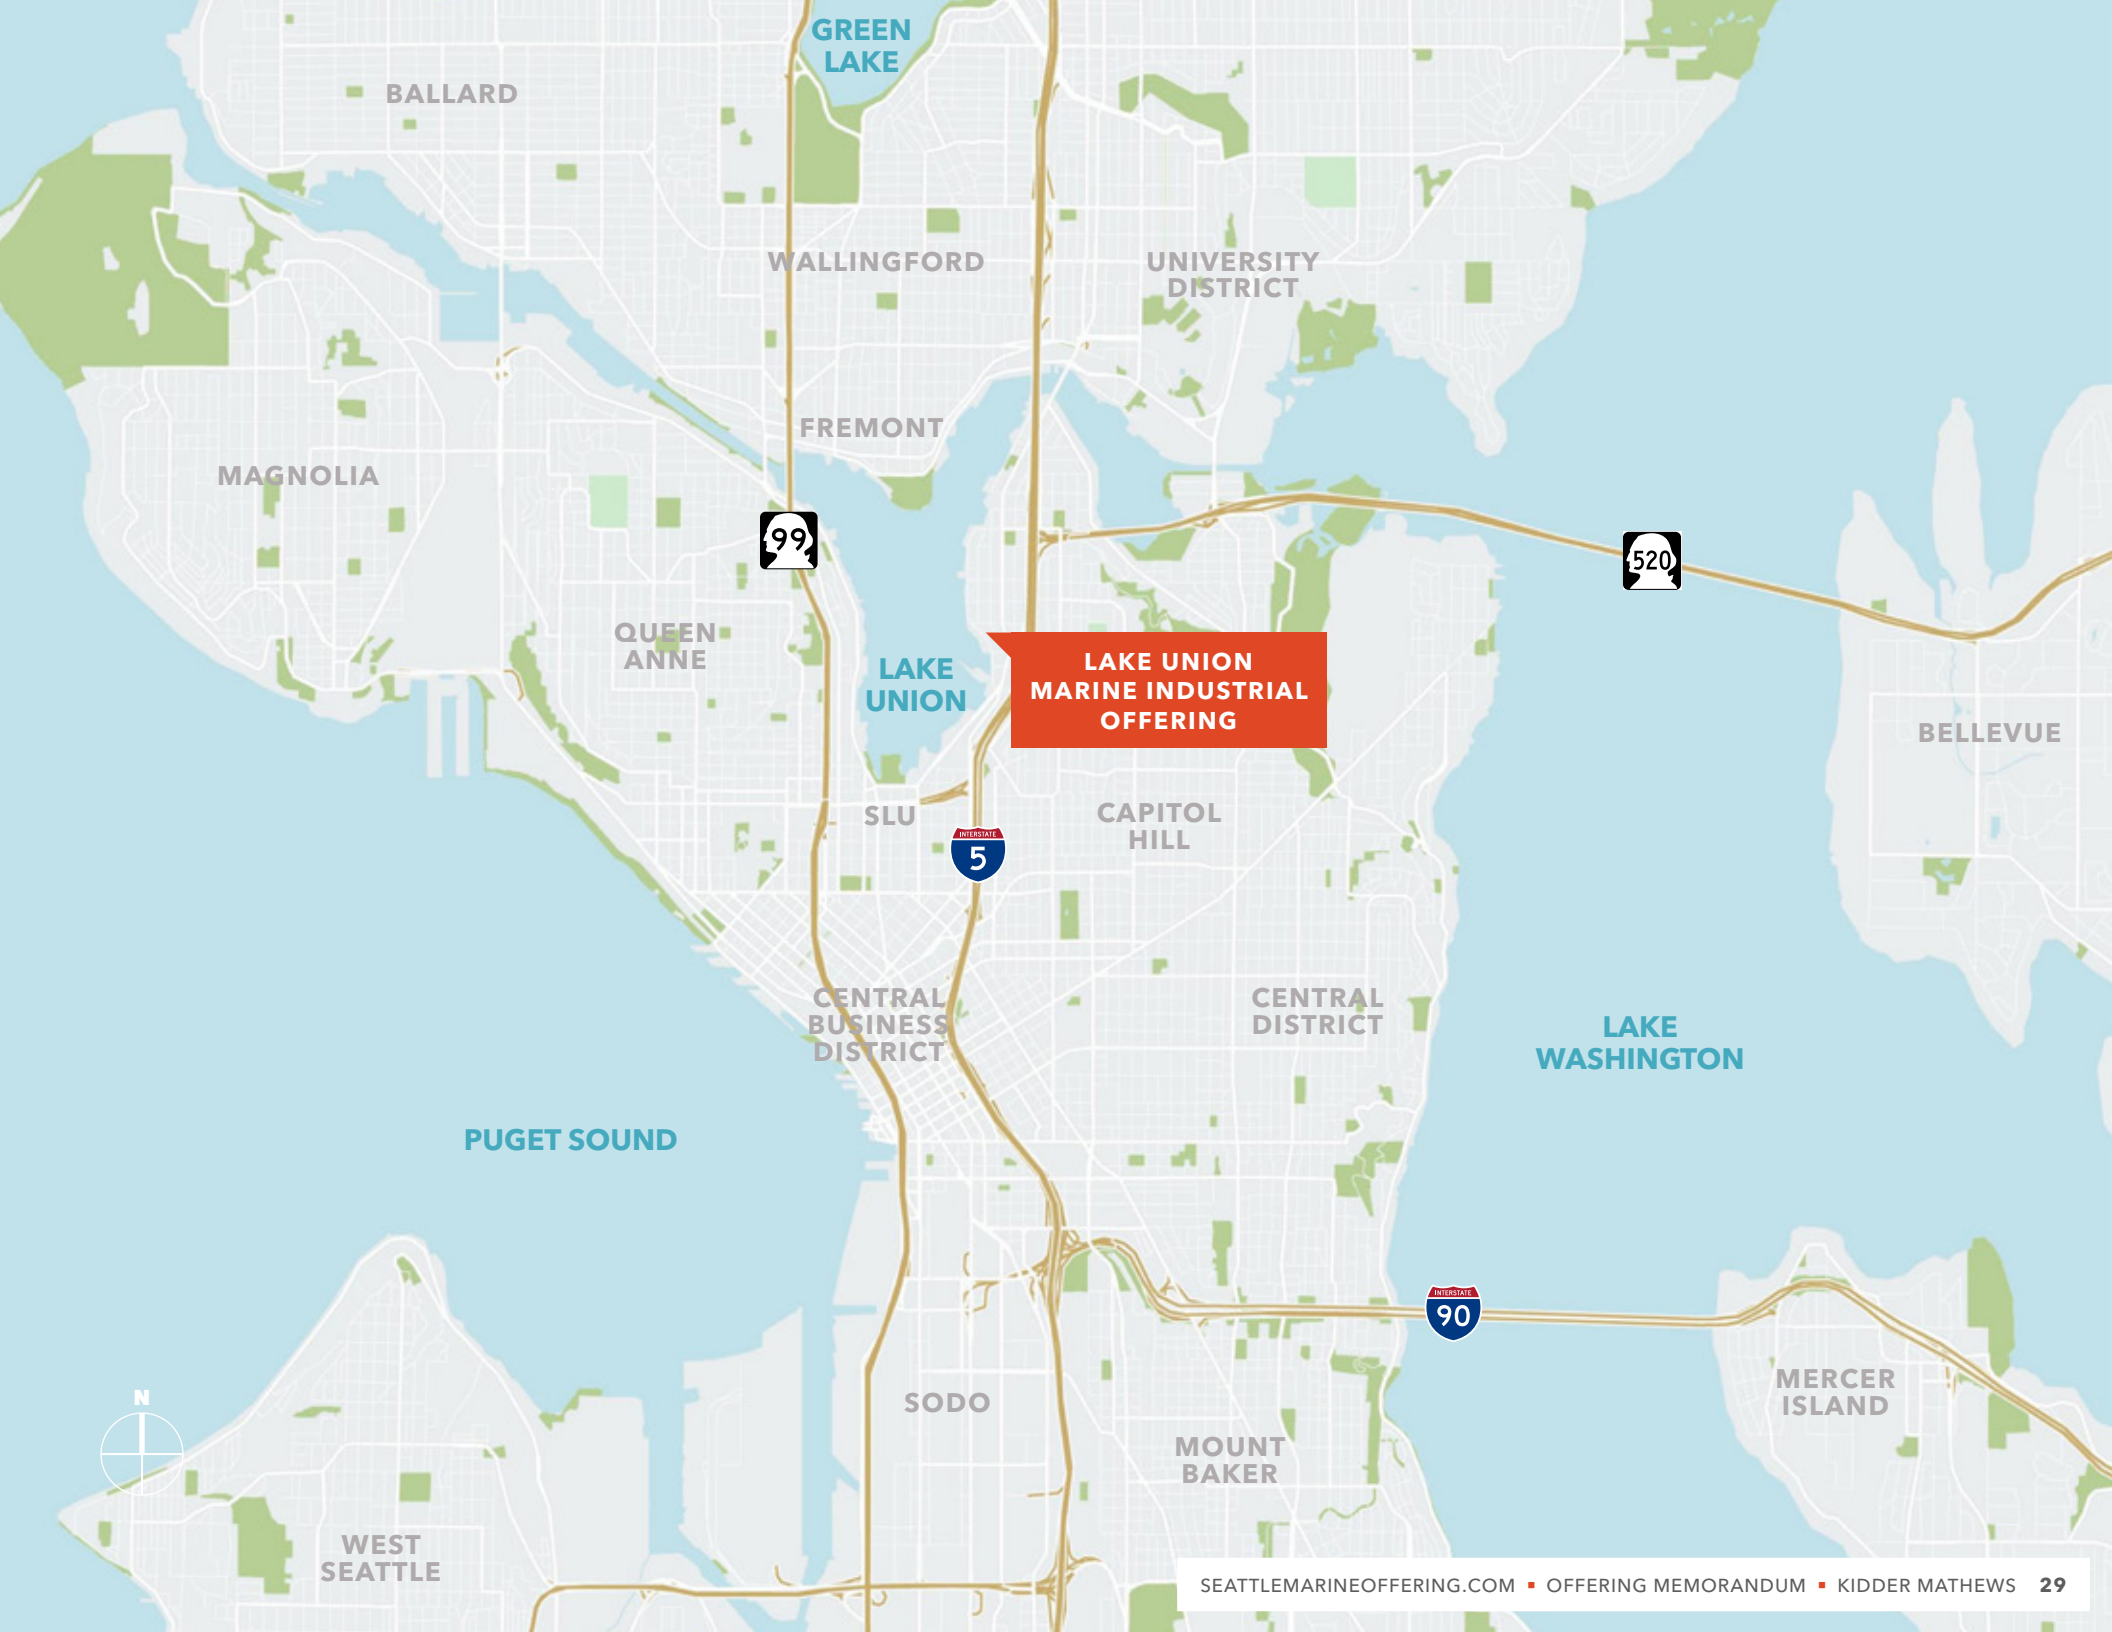 GREEN
LAKE
BALLARD
WALLINGFORD
UNIVERSITY
DISTRICT
FREMONT
MAGNOLIA
99
520
QUEEN
ANNE
LAKE
UNION
LAKE UNION
MARINE INDUSTRIAL
OFFERING
BELLEVUE
SLU
CAPITOL
HILL
INTERSTATE
5
CENTRAL
BUSINESS
DISTRICT
CENTRAL
DISTRICT
LAKE
WASHINGTON
PUGET SOUND
INTERSTATE
90
N
SODO
MERCER
ISLAND
MOUNT
BAKER
WEST
SEATTLE
SEATTLEMARINEOFFERING.COM ▪ OFFERING MEMORANDUM ▪ KIDDER MATHEWS 29